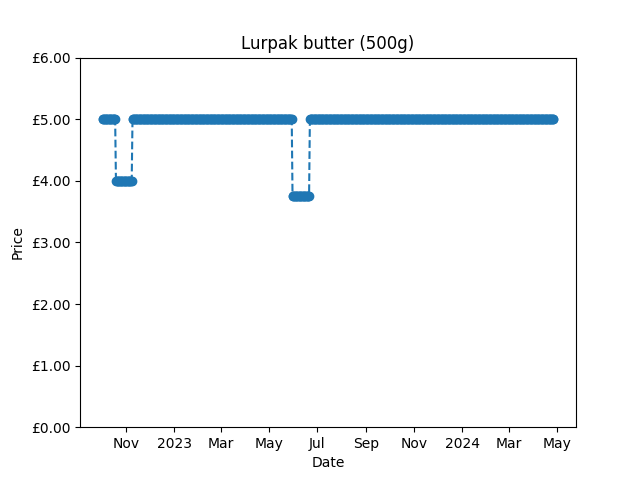 Lurpak butter (500g)
£6.00
£5.00
£4.00
£3.00
£2.00
£1.00
£0.00
Price
Nov 2023 Mar May Jul Sep Nov 2024 Mar May
Date